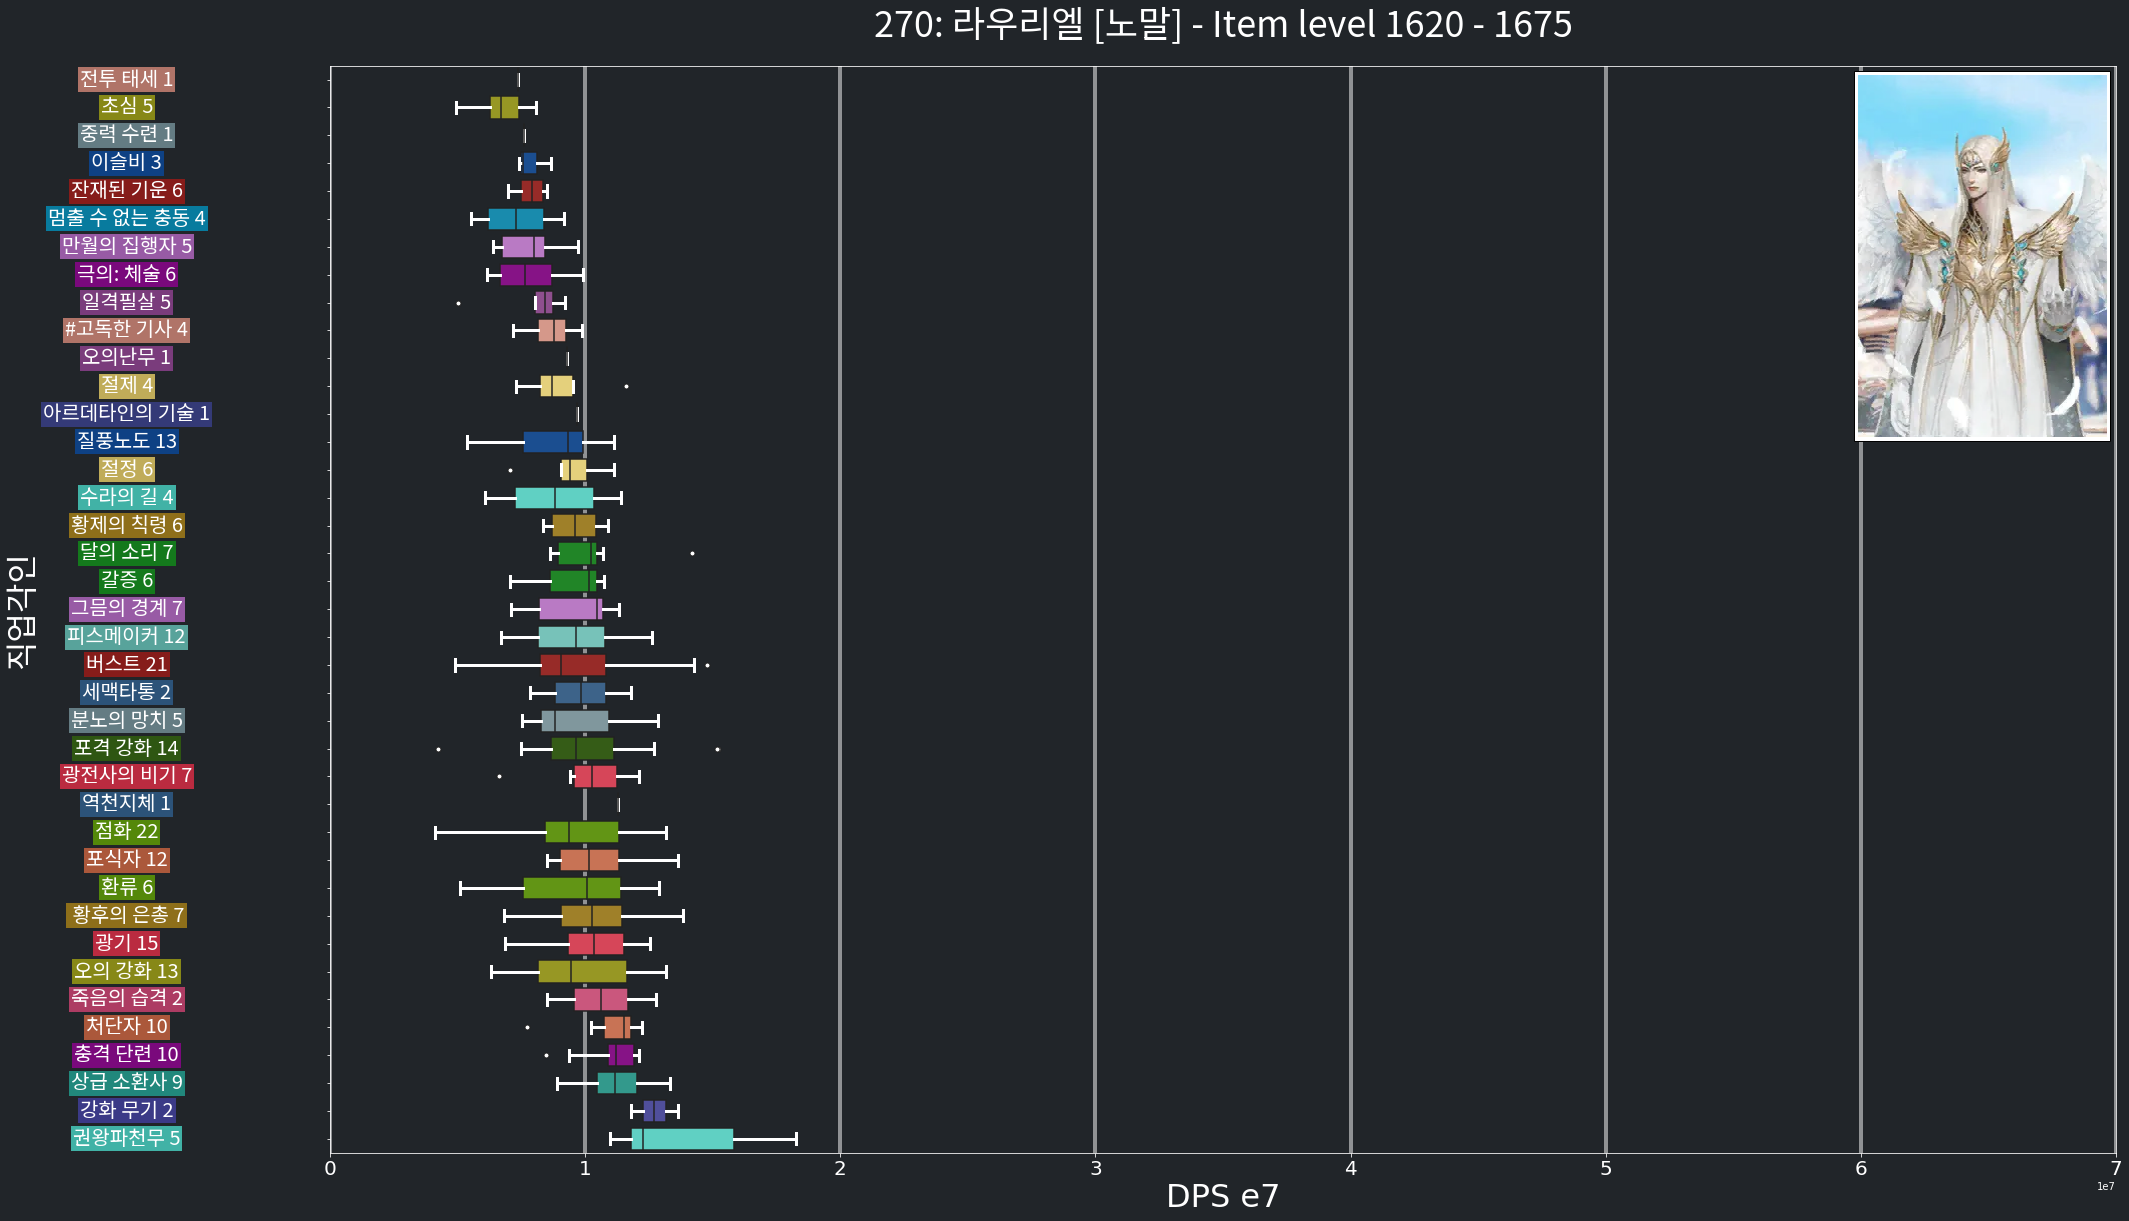 270: 라우리엘 [노말] - Item level 1620 - 1675
전투 태세 1
초심 5
중력 수련 1
이슬비 3
잔재된 기운 6
멈출 수 없는 충동 4
만월의 집행자 5
극의: 체술 6
일격필살 5
#고독한 기사 4
오의난무 1
절제 4
아르데타인의 기술 1
질풍노도 13
절정 6
수라의 길 4
황제의 칙령 6
달의 소리 7
갈증 6
그믐의 경계 7
피스메이커 12
버스트 21
세맥타통 2
분노의 망치 5
포격 강화 14
광전사의 비기 7
역천지체 1
점화 22
포식자 12
환류 6
황후의 은총 7
광기 15
오의 강화 13
죽음의 습격 2
처단자 10
충격 단련 10
상급 소환사 9
강화 무기 2
권왕파천무 5
직업각인
0 1 2 3 4 5 6 7
1e7
DPS e7